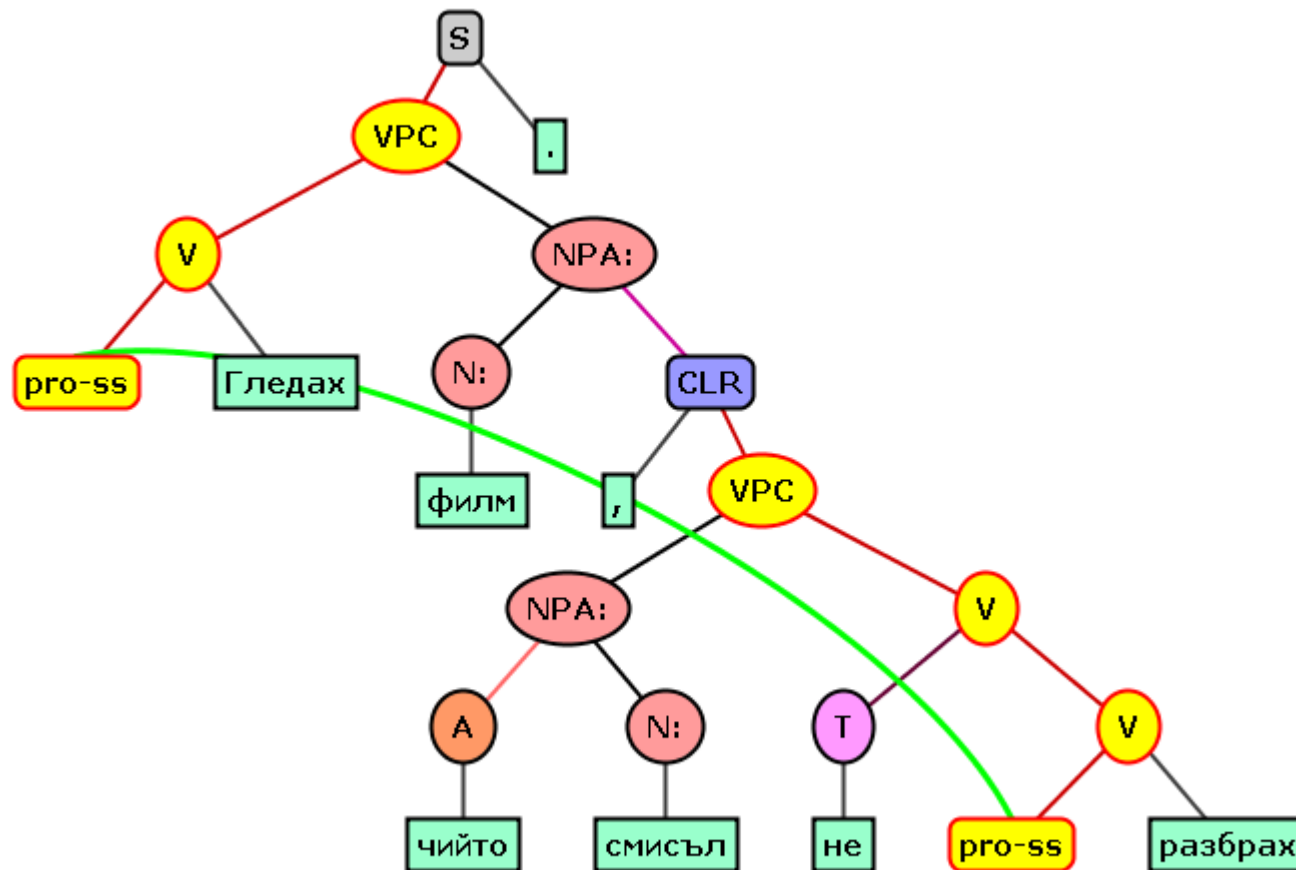 S
VPC
.
V
NPA:
pro-ss
Гледах
N:
CLR
филм
,
VPC
NPA:
V
A
N:
T
V
чийто
смисъл
не
pro-ss
разбрах